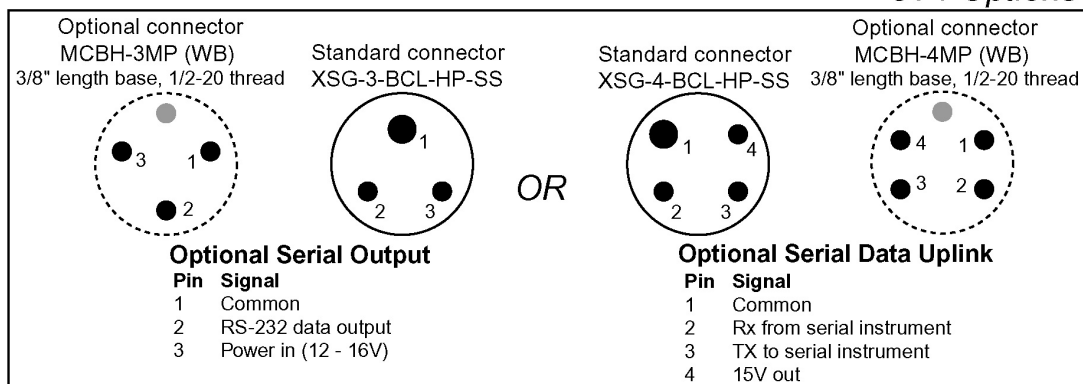 Optional connector
MCBH-3MP (WB)
3/8" length base, 1/2-20 thread
3
1
2
Standard connector
XSG-3-BCL-HP-SS
1
2
3
OR
Standard connector
XSG-4-BCL-HP-SS
1
4
2
3
Optional connector
MCBH-4MP (WB)
3/8" length base, 1/2-20 thread
4
1
3
2
Optional Serial Output
Pin Signal
1 Common
2 RS-232 data output
3 Power in (12 - 16V)
Optional Serial Data Uplink
Pin Signal
1 Common
2 Rx from serial instrument
3 TX to serial instrument
4 15V out